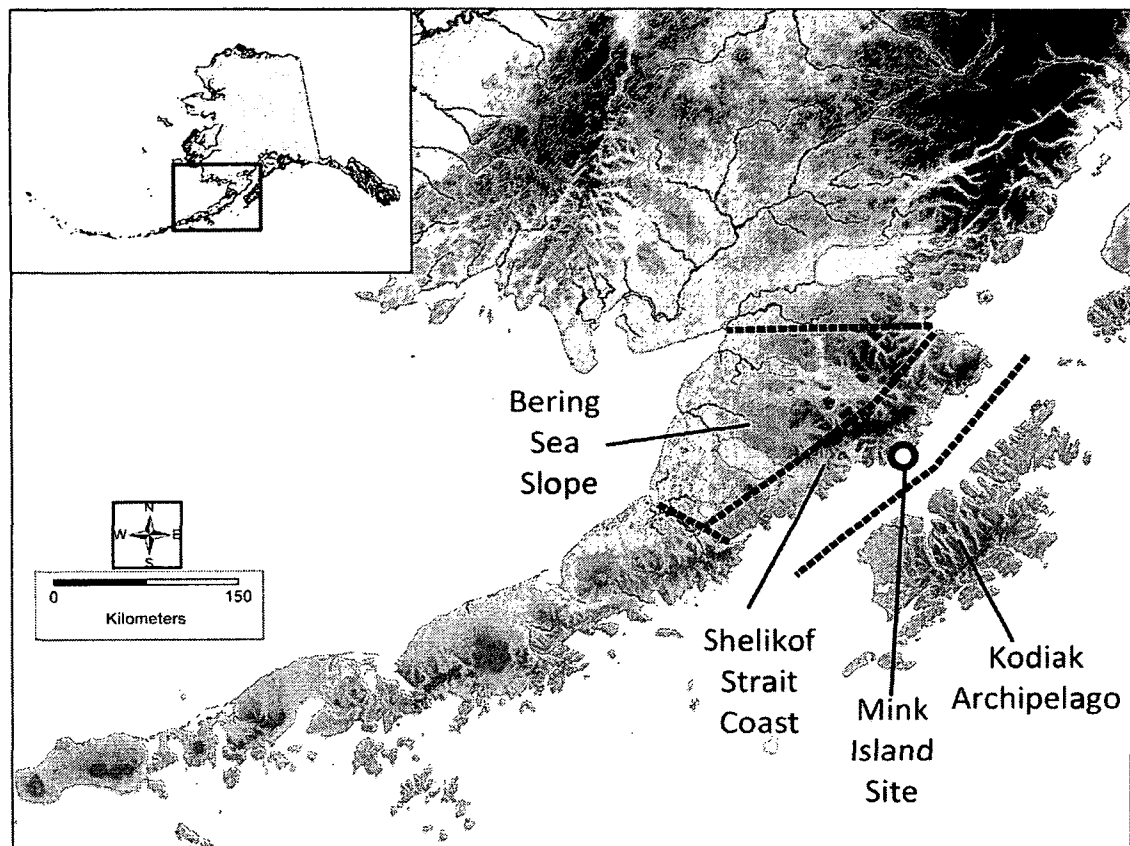 Bering
Sea
Slope
N
W E
S
0 150
Kilometers
Shelikof
Strait
Coast
Mink
Island
Site
Kodiak
Archipelago